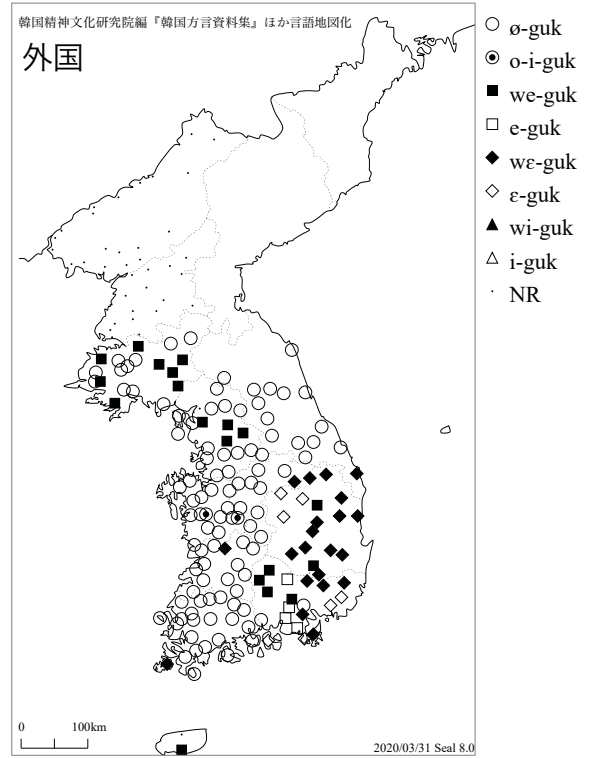 韓国精神文化研究院編『韓国方言資料集』ほか言語地図化
外国
ø-guk
o-i-guk
we-guk
e-guk
wɛ-guk
ɛ-guk
wi-guk
i-guk
NR
0 100km
2020/03/31 Seal 8.0